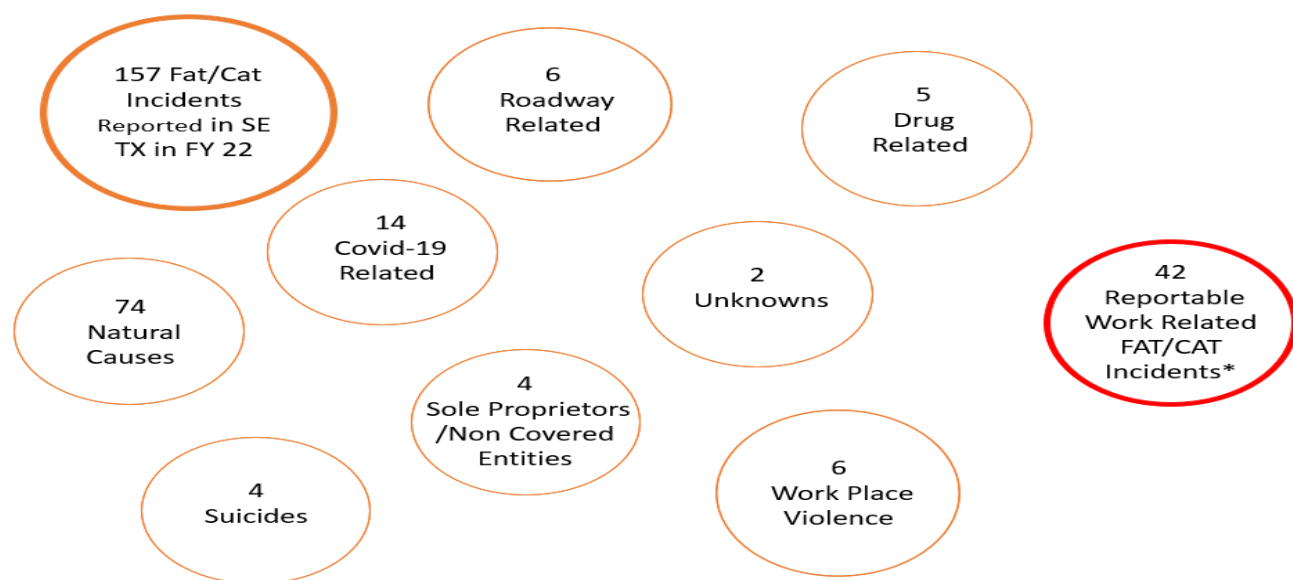 157 Fat/Cat
Incidents
Reported in SE
TX in FY 22
6
Roadway
Related
5
Drug
Related
14
Covid-19
Related
2
Unknowns
42
Reportable
Work Related
FAT/CAT
Incidents*
74
Natural
Causes
4
Sole Proprietors
/Non Covered
Entities
4
Suicides
6
Work Place
Violence